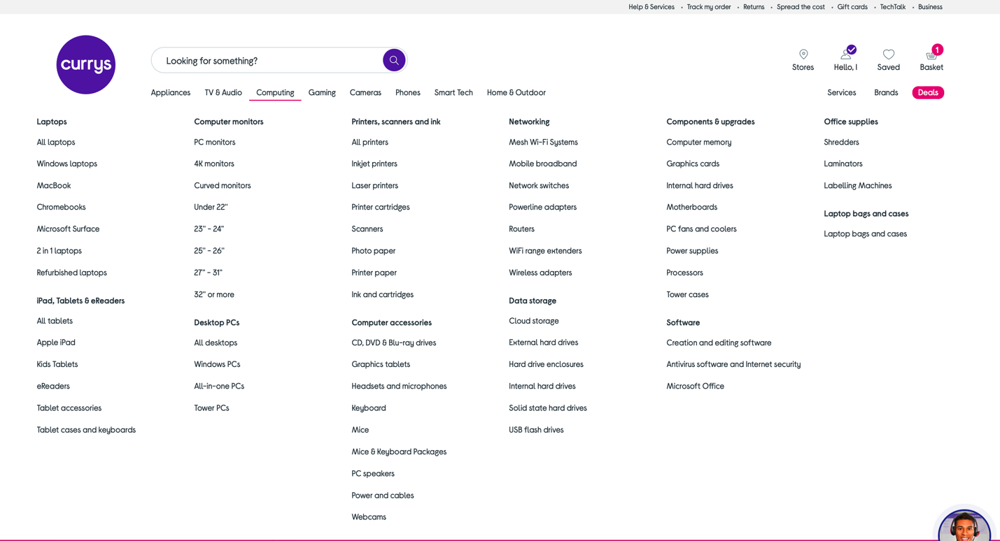 Help & Services • Track my order • Returns • Spread the cost • Gift cards • TechTalk • Business
currys
Looking for something?
Stores
Hello, I
Saved
1
Basket
Appliances TV & Audio Computing Gaming Cameras Phones Smart Tech Home & Outdoor
Services Brands Deals
Laptops
All laptops
Windows laptops
MacBook
Chromebooks
Microsoft Surface
2 in 1 laptops
Refurbished laptops
iPad, Tablets & eReaders
All tablets
Apple iPad
Kids Tablets
eReaders
Tablet accessories
Tablet cases and keyboards
Computer monitors
PC monitors
4K monitors
Curved monitors
Under 22"
23" - 24"
25" - 26"
27" - 31"
32" or more
Desktop PCs
All desktops
Windows PCs
All-in-one PCs
Tower PCs
Printers, scanners and ink
All printers
Inkjet printers
Laser printers
Printer cartridges
Scanners
Photo paper
Printer paper
Ink and cartridges
Computer accessories
CD, DVD & Blu-ray drives
Graphics tablets
Headsets and microphones
Keyboard
Mice
Mice & Keyboard Packages
PC speakers
Power and cables
Webcams
Networking
Mesh Wi-Fi Systems
Mobile broadband
Network switches
Powerline adapters
Routers
WiFi range extenders
Wireless adapters
Data storage
Cloud storage
External hard drives
Hard drive enclosures
Internal hard drives
Solid state hard drives
USB flash drives
Components & upgrades
Computer memory
Graphics cards
Internal hard drives
Motherboards
PC fans and coolers
Power supplies
Processors
Tower cases
Software
Creation and editing software
Antivirus software and Internet security
Microsoft Office
Office supplies
Shredders
Laminators
Labelling Machines
Laptop bags and cases
Laptop bags and cases